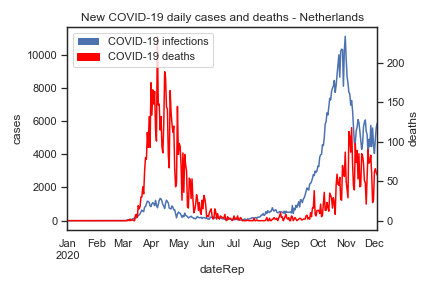 New COVID-19 daily cases and deaths - Netherlands
COVID-19 infections
COVID-19 deaths
cases
10000
8000
6000
4000
2000
0
deaths
200
150
100
50
0
Jan Feb Mar Apr May Jun Jul Aug Sep Oct Nov Dec
2020
dateRep